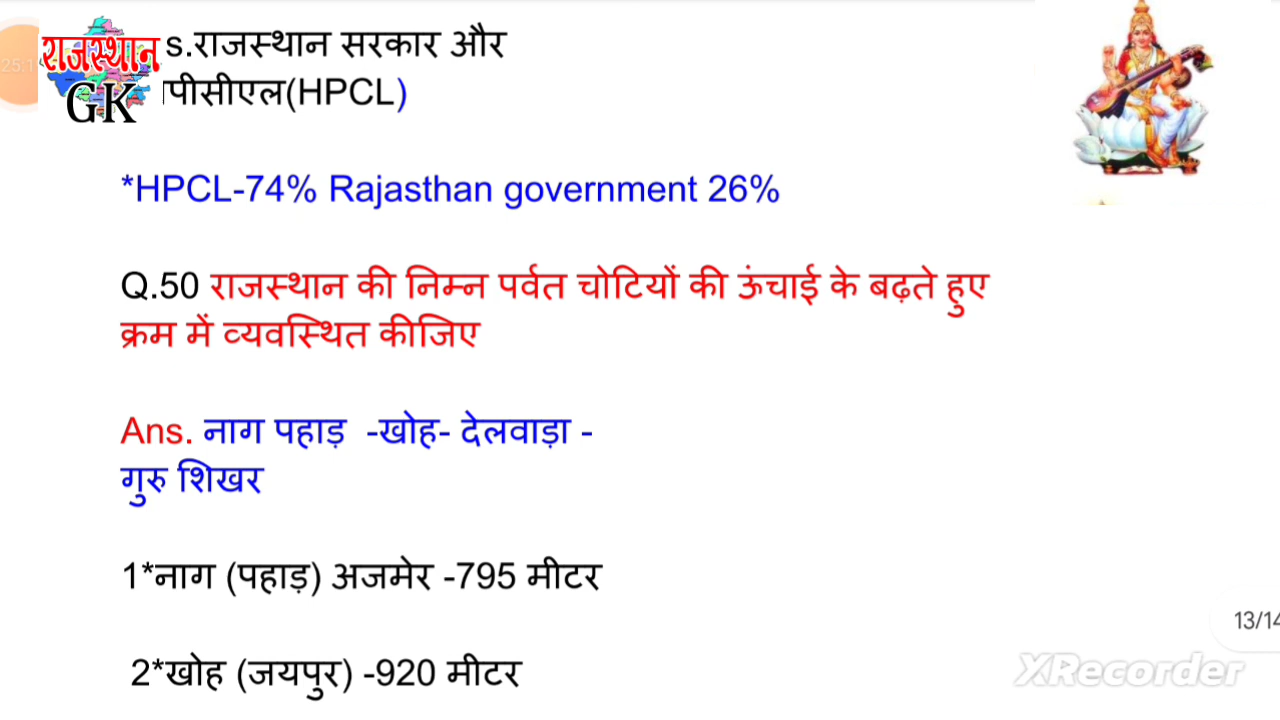 राजस्थान
GK
s.राजस्थान सरकार और
पीसीएल(HPCL)
*HPCL-74% Rajasthan government 26%
Q.50 राजस्थान की निम्न पर्वत चोटियों की ऊंचाई के बढ़ते हुए
क्रम में व्यवस्थित कीजिए
Ans. नाग पहाड़ -खोह- देलवाड़ा -
गुरु शिखर
1*नाग (पहाड़) अजमेर -795 मीटर
2*खोह (जयपुर) -920 मीटर
13/14
XRecorder